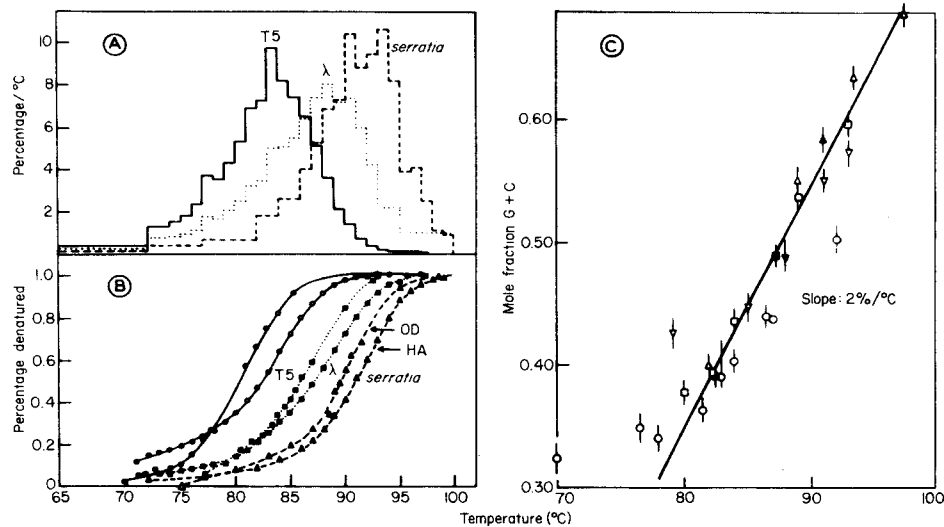 A
T5
λ
serratia
Percentage/°C
10
8
6
4
2
B
Percentage denatured
1.0
0.8
0.6
0.4
0.2
0
T5
λ
OD
HA
serratia
65
70
75
80
85
90
95
100
C
Mole fraction G + C
0.60
0.50
0.40
0.30
Slope: 2%/°C
70
80
90
Temperature (°C)